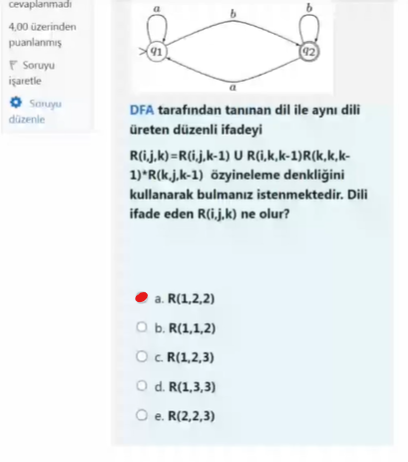 cevaplanmadı
4,00 üzerinden
puanlanmış
Soruyu
işaretle
Soruyu
düzenle
a
b
b
>q1
q2
a
DFA tarafından tanınan dil ile aynı dili
üreten düzenli ifadeyi
R(i,j,k)=R(i,j,k-1) U R(i,k,k-1)R(k,k,k-
1)*R(k,j,k-1) özyineleme denkliğini
kullanarak bulmanız istenmektedir. Dili
ifade eden R(i,j,k) ne olur?
a. R(1,2,2)
b. R(1,1,2)
c. R(1,2,3)
d. R(1,3,3)
e. R(2,2,3)